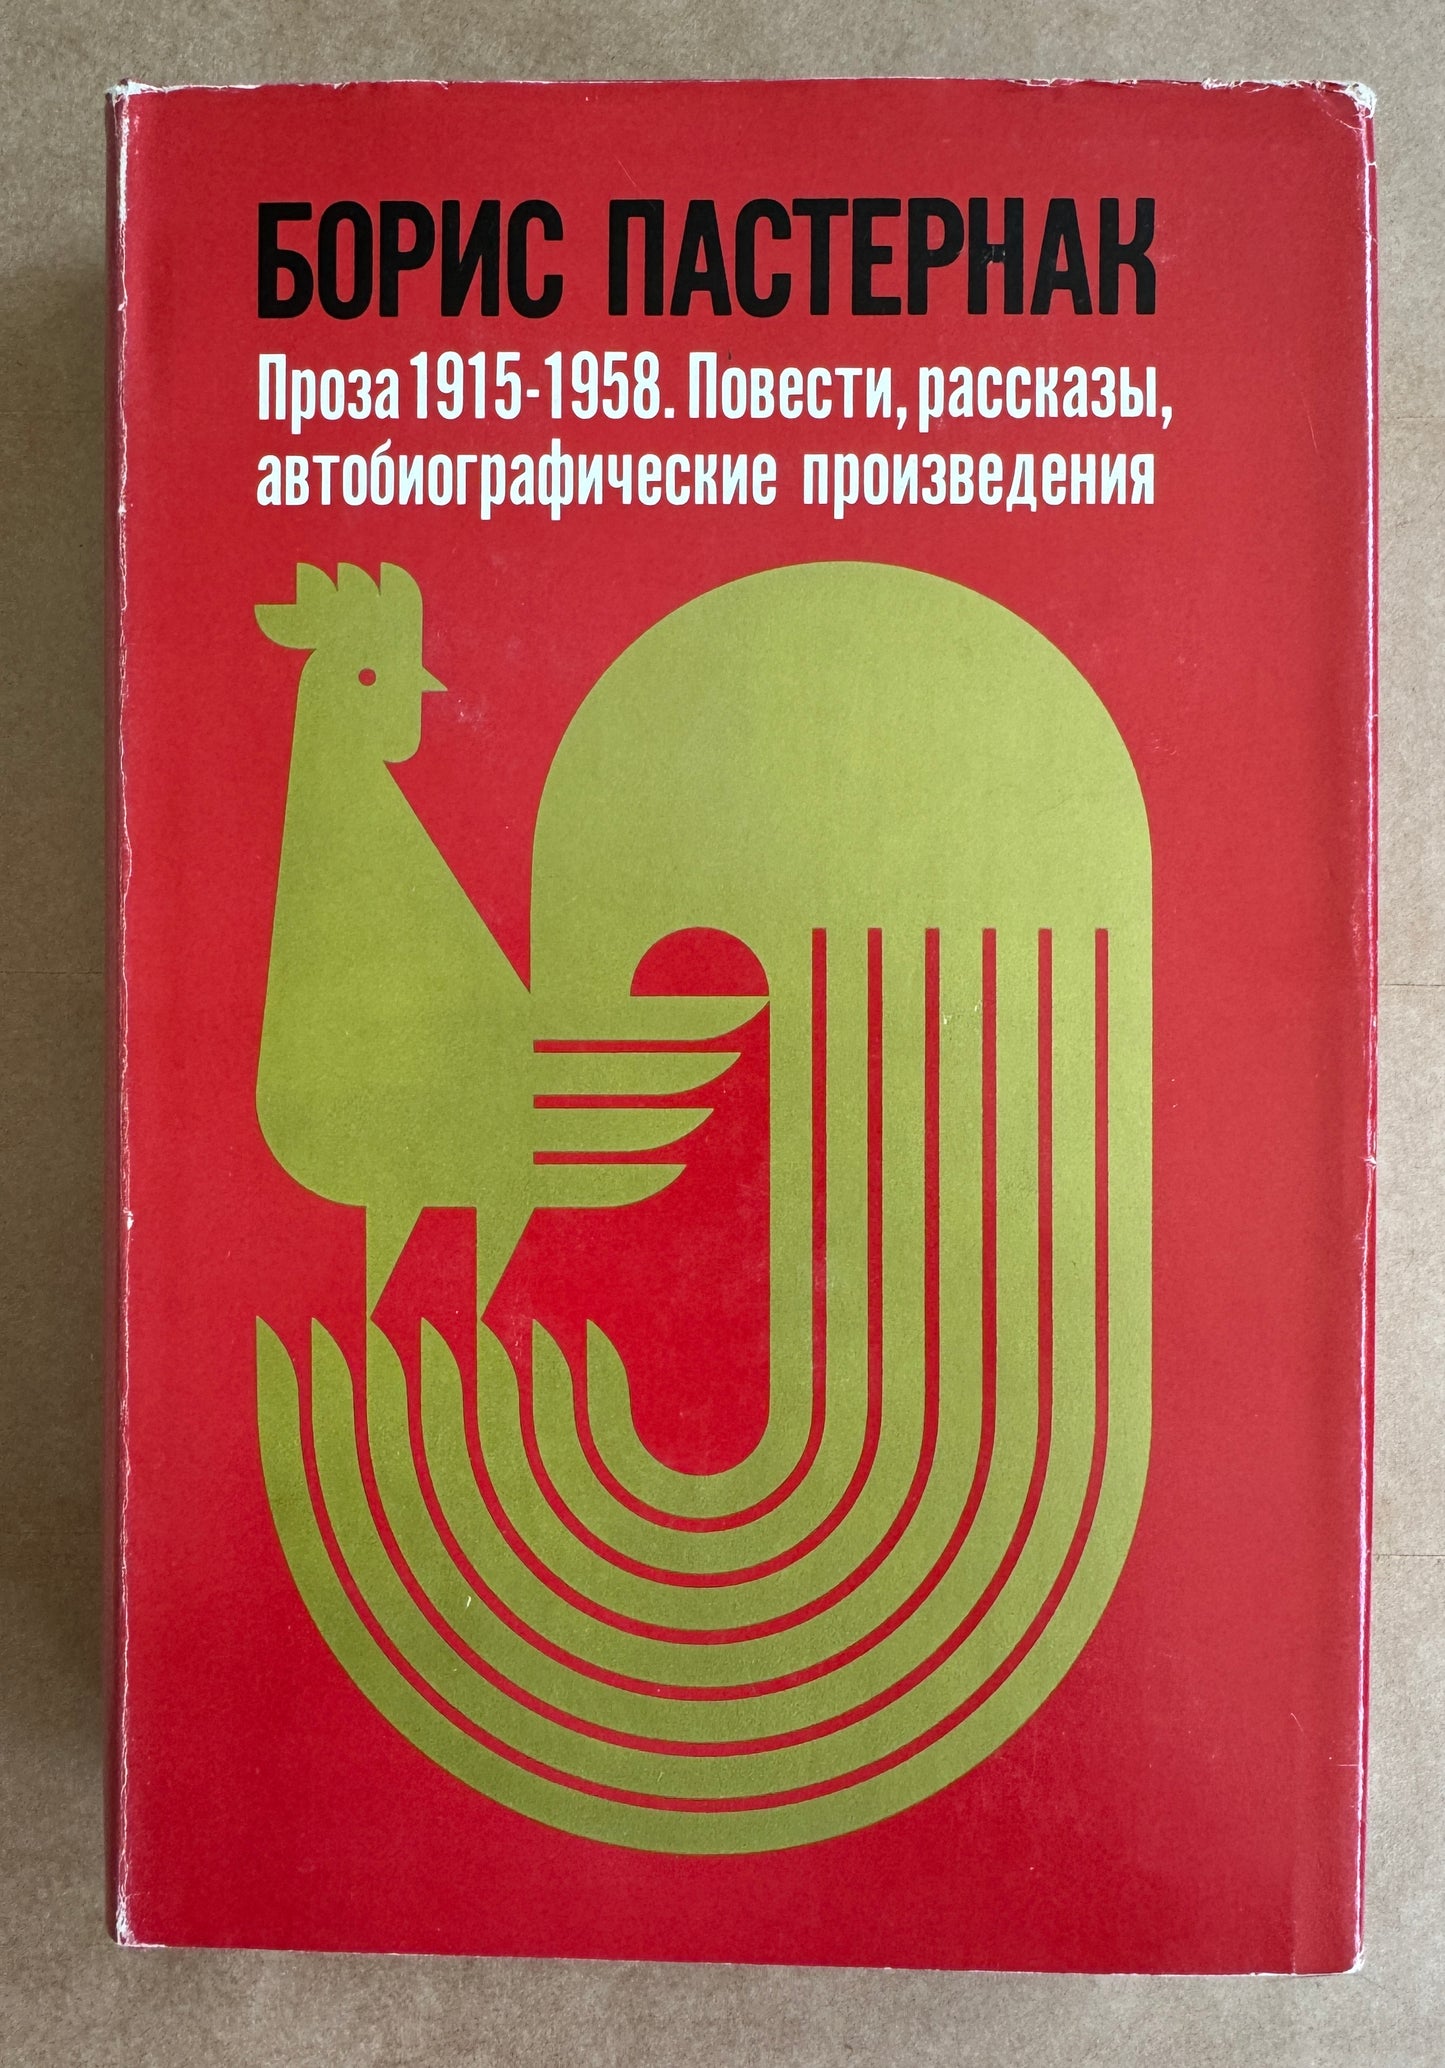 БОРИС ПАСТЕРНАК
Проза 1915-1958. Повести, рассказы,
автобиографические произведения